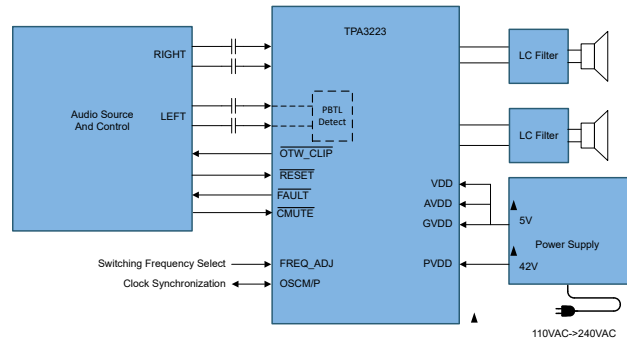 TPA3223
RIGHT
LC Filter
Audio Source
And Control
LEFT
PBTL
Detect
LC Filter
OTW_CLIP
RESET
VDD
FAULT
AVDD
CMUTE
GVDD
5V
Power Supply
Switching Frequency Select
FREQ_ADJ
PVDD
42V
Clock Synchronization
OSCM/P
110VAC->240VAC